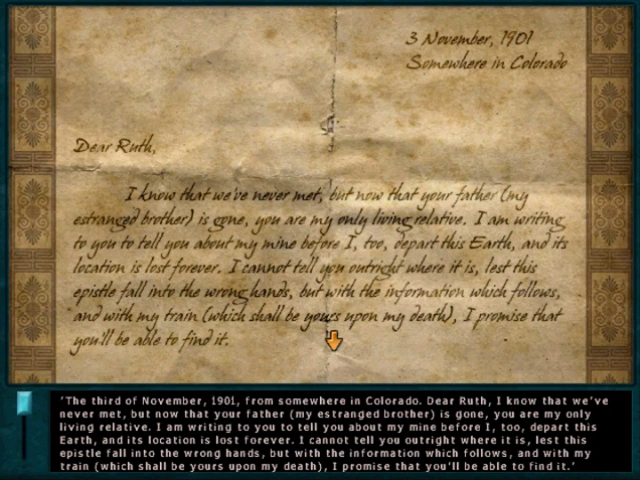 3 November, 1901
Somewhere in Colorado
Dear Ruth,
I know that we've never met, but now that your father (my
estranged brother) is gone, you are my only living relative. I am writing
to you to tell you about my mine before I, too, depart this Earth, and its
location is lost forever. I cannot tell you outright where it is, lest this
epistle fall into the wrong hands, but with the information which follows,
and with my train (which shall be yours upon my death), I promise that
you'll be able to find it.
'The third of November, 1901, from somewhere in Colorado. Dear Ruth, I know that we've
never met, but now that your father (my estranged brother) is gone, you are my only
living relative. I am writing to you to tell you about my mine before I, too, depart this
Earth, and its location is lost forever. I cannot tell you outright where it is, lest this
epistle fall into the wrong hands, but with the information which follows, and with my
train (which shall be yours upon my death), I promise that you'll be able to find it.'